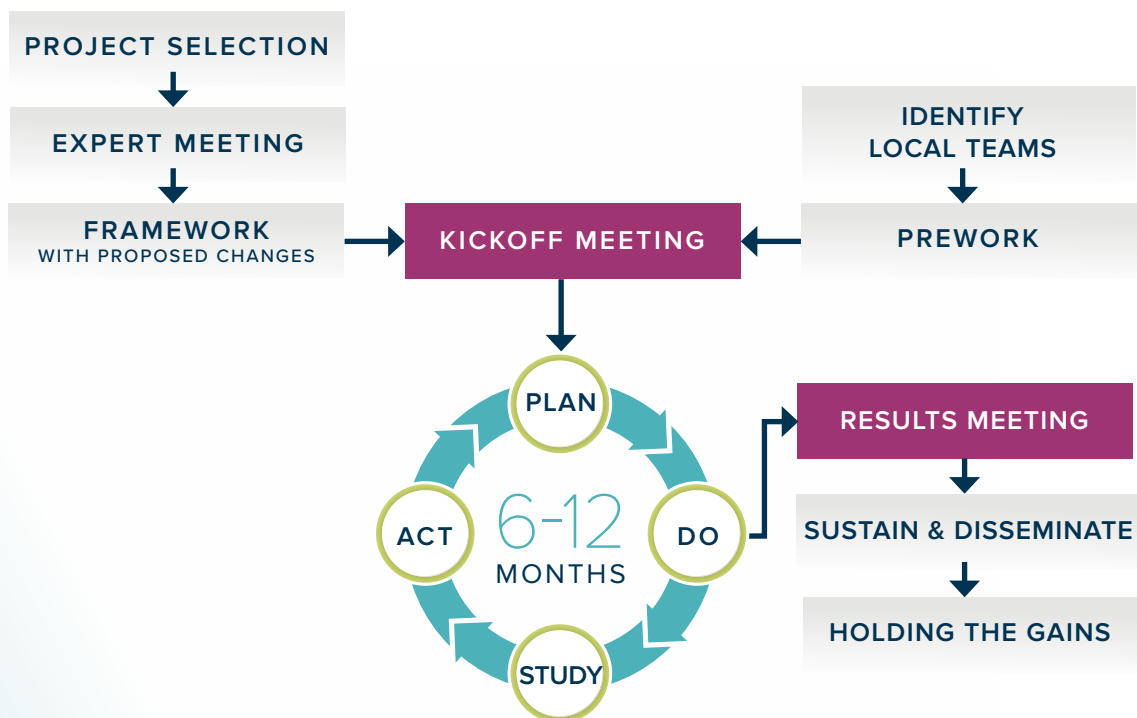 PROJECT SELECTION
EXPERT MEETING
FRAMEWORK
WITH PROPOSED CHANGES
KICKOFF MEETING
IDENTIFY
LOCAL TEAMS
PREWORK
PLAN
DO
STUDY
ACT
6-12
MONTHS
RESULTS MEETING
SUSTAIN & DISSEMINATE
HOLDING THE GAINS